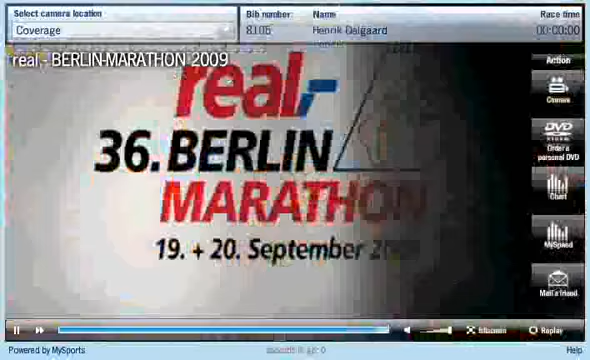 Select camera location
Bib number:
Name
Race time
Coverage
8105
Henrik Dalgaard
00:00:00
real,- BERLIN-MARATHON 2009
Action
real,-
Camera
36. BERLIN
DVD
Order a
personal DVD
MARATHON
Chart
19. + 20. September 2009
MySpeed
Mail a friend
Fullscreen
Replay
Powered by MySports
Help